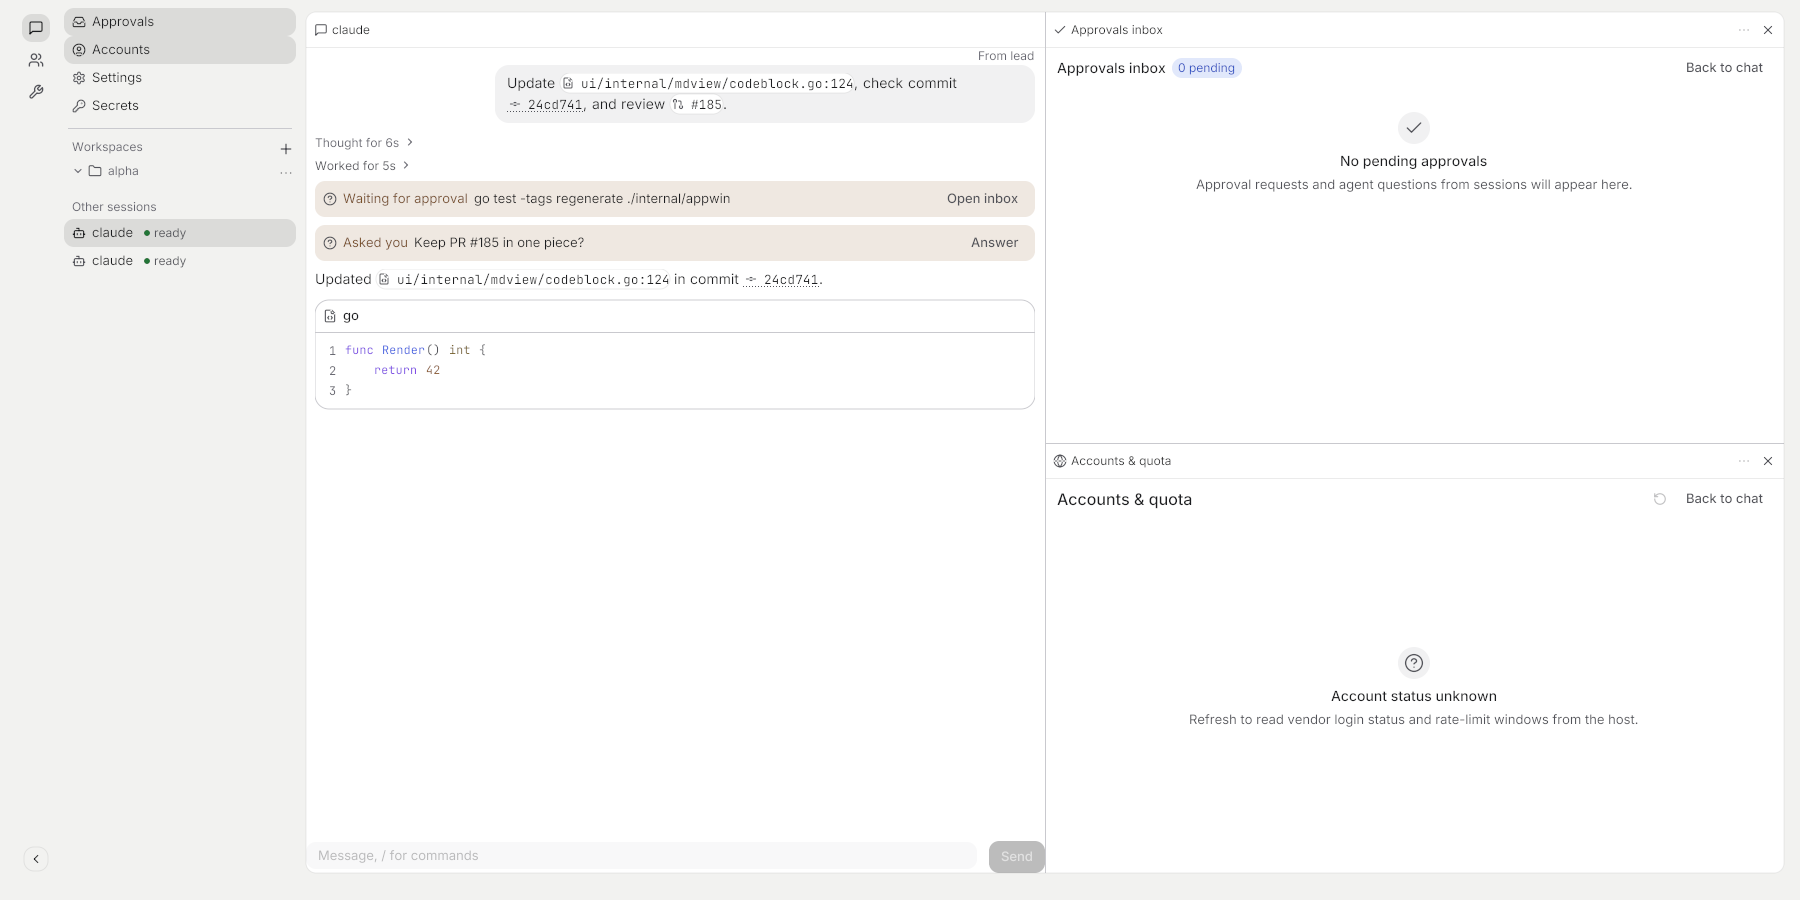 Approvals
Accounts
Settings
Secrets
Workspaces
alpha
Other sessions
claude ready
claude ready
claude
From lead
Update ui/internal/mdview/codeblock.go:124, check commit
24cd741, and review #185.
Thought for 6s
Worked for 5s
Waiting for approval go test -tags regenerate ./internal/appwin Open inbox
Asked you Keep PR #185 in one piece? Answer
Updated ui/internal/mdview/codeblock.go:124 in commit 24cd741.
go
1 func Render() int {
2     return 42
3 }
Message, / for commands
Send
Approvals inbox
Approvals inbox 0 pending Back to chat
No pending approvals
Approval requests and agent questions from sessions will appear here.
Accounts & quota
Accounts & quota Back to chat
Account status unknown
Refresh to read vendor login status and rate-limit windows from the host.